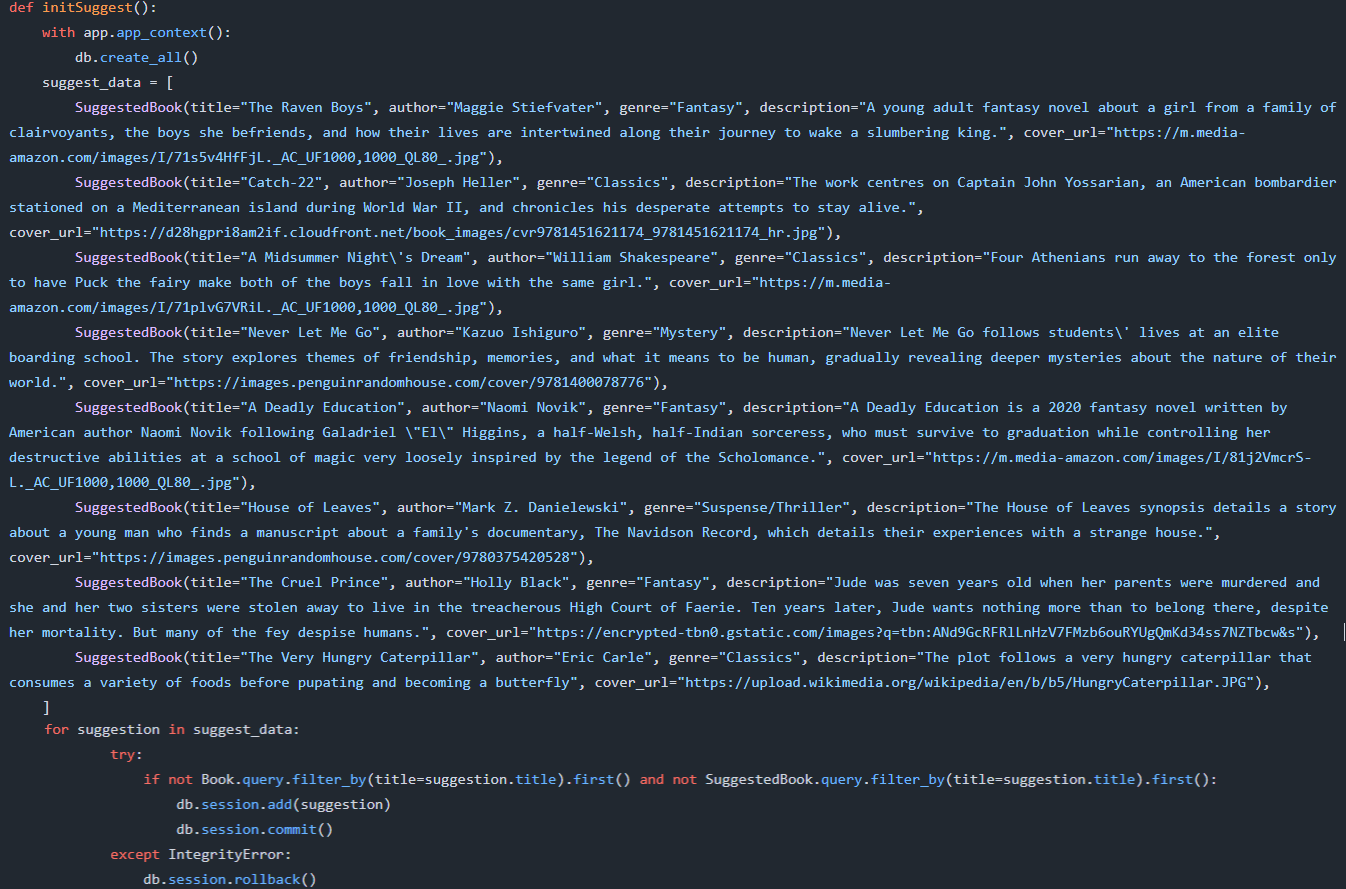 def initSuggest():
    with app.app_context():
        db.create_all()
    suggest_data = [
        SuggestedBook(title="The Raven Boys", author="Maggie Stiefvater", genre="Fantasy", description="A young adult fantasy novel about a girl from a family of
clairvoyants, the boys she befriends, and how their lives are intertwined along their journey to wake a slumbering king.", cover_url="https://m.media-
amazon.com/images/I/71s5v4HfFjL._AC_UF1000,1000_QL80_.jpg"),
        SuggestedBook(title="Catch-22", author="Joseph Heller", genre="Classics", description="The work centres on Captain John Yossarian, an American bombardier
stationed on a Mediterranean island during World War II, and chronicles his desperate attempts to stay alive.",
cover_url="https://d28hgpri8am2if.cloudfront.net/book_images/cvr9781451621174_9781451621174_hr.jpg"),
        SuggestedBook(title="A Midsummer Night\'s Dream", author="William Shakespeare", genre="Classics", description="Four Athenians run away to the forest only
to have Puck the fairy make both of the boys fall in love with the same girl.", cover_url="https://m.media-
amazon.com/images/I/71plvG7VRiL._AC_UF1000,1000_QL80_.jpg"),
        SuggestedBook(title="Never Let Me Go", author="Kazuo Ishiguro", genre="Mystery", description="Never Let Me Go follows students\' lives at an elite
boarding school. The story explores themes of friendship, memories, and what it means to be human, gradually revealing deeper mysteries about the nature of their
world.", cover_url="https://images.penguinrandomhouse.com/cover/9781400078776"),
        SuggestedBook(title="A Deadly Education", author="Naomi Novik", genre="Fantasy", description="A Deadly Education is a 2020 fantasy novel written by
American author Naomi Novik following Galadriel \"El\" Higgins, a half-Welsh, half-Indian sorceress, who must survive to graduation while controlling her
destructive abilities at a school of magic very loosely inspired by the legend of the Scholomance.", cover_url="https://m.media-amazon.com/images/I/81j2VmcrS-
L._AC_UF1000,1000_QL80_.jpg"),
        SuggestedBook(title="House of Leaves", author="Mark Z. Danielewski", genre="Suspense/Thriller", description="The House of Leaves synopsis details a story
about a young man who finds a manuscript about a family's documentary, The Navidson Record, which details their experiences with a strange house.",
cover_url="https://images.penguinrandomhouse.com/cover/9780375420528"),
        SuggestedBook(title="The Cruel Prince", author="Holly Black", genre="Fantasy", description="Jude was seven years old when her parents were murdered and
she and her two sisters were stolen away to live in the treacherous High Court of Faerie. Ten years later, Jude wants nothing more than to belong there, despite
her mortality. But many of the fey despise humans.", cover_url="https://encrypted-tbn0.gstatic.com/images?q=tbn:ANd9GcRFRlLnHzV7FMzb6ouRYUgQmKd34ss7NZTbcw&s"),
        SuggestedBook(title="The Very Hungry Caterpillar", author="Eric Carle", genre="Classics", description="The plot follows a very hungry caterpillar that
consumes a variety of foods before pupating and becoming a butterfly", cover_url="https://upload.wikimedia.org/wikipedia/en/b/b5/HungryCaterpillar.JPG"),
    ]
    for suggestion in suggest_data:
            try:
                if not Book.query.filter_by(title=suggestion.title).first() and not SuggestedBook.query.filter_by(title=suggestion.title).first():
                    db.session.add(suggestion)
                    db.session.commit()
            except IntegrityError:
                db.session.rollback()